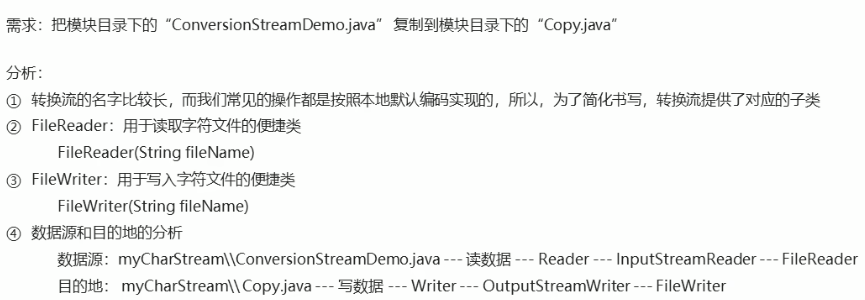 需求：把模块目录下的“ConversionStreamDemo.java” 复制到模块目录下的“Copy.java”
分析：
① 转换流的名字比较长，而我们常见的操作都是按照本地默认编码实现的，所以，为了简化书写，转换流提供了对应的子类
② FileReader：用于读取字符文件的便捷类
FileReader(String fileName)
③ FileWriter：用于写入字符文件的便捷类
FileWriter(String fileName)
④ 数据源和目的地的分析
数据源：myCharStream\\ConversionStreamDemo.java --- 读数据 --- Reader --- InputStreamReader --- FileReader
目的地： myCharStream\\ Copy.java --- 写数据 --- Writer --- OutputStreamWriter --- FileWriter